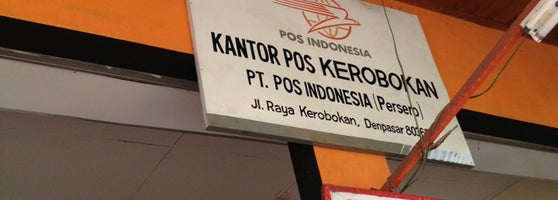 POS INDONESIA
KANTOR POS KEROBOKAN
PT. POS INDONESIA (Persero)
Jl. Raya Kerobokan, Denpasar